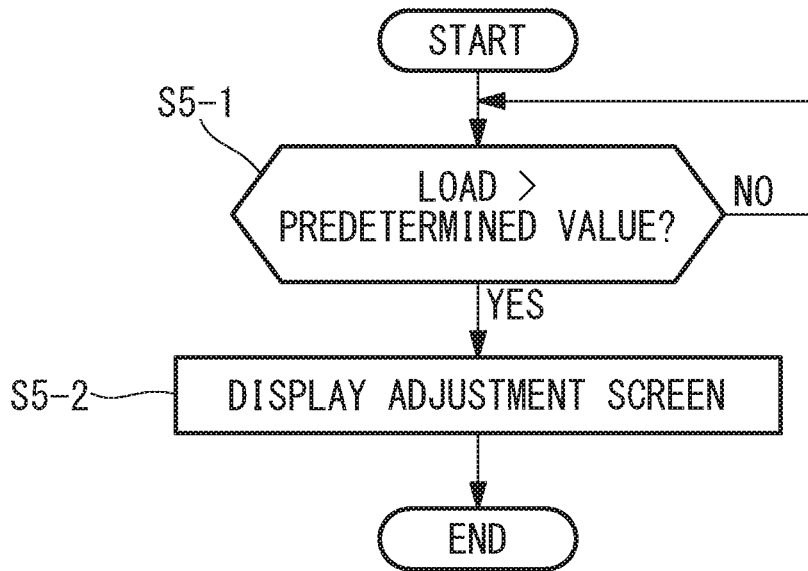 START
S5-1
LOAD >
PREDETERMINED VALUE?
NO
YES
S5-2
DISPLAY ADJUSTMENT SCREEN
END